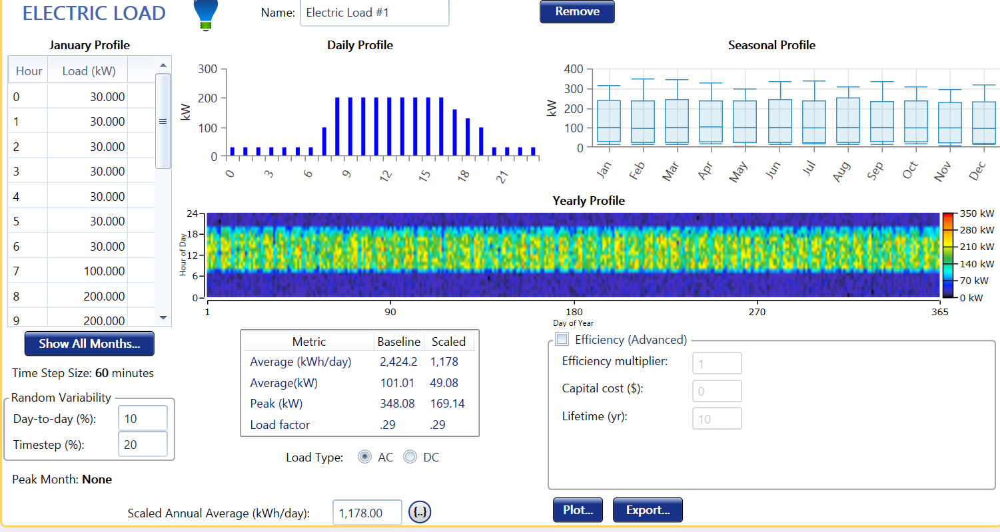 ELECTRIC LOAD
Name: Electric Load #1
Remove
January Profile
Hour Load (kW)
0 30.000
1 30.000
2 30.000
3 30.000
4 30.000
5 30.000
6 30.000
7 100.000
8 200.000
9 200.000
Show All Months...
Time Step Size: 60 minutes
Random Variability
Day-to-day (%): 10
Timestep (%): 20
Peak Month: None
Daily Profile
kW
300
200
100
0
0 3 6 9 12 15 18 21
Seasonal Profile
kW
400
300
200
100
0
Jan Feb Mar Apr May Jun Jul Aug Sep Oct Nov Dec
Yearly Profile
Hour of Day
24
18
12
6
0
1 90 180 270 365
Day of Year
350 kW
280 kW
210 kW
140 kW
70 kW
0 kW
Metric Baseline Scaled
Average (kWh/day) 2,424.2 1,178
Average(kW) 101.01 49.08
Peak (kW) 348.08 169.14
Load factor .29 .29
Load Type: AC DC
Scaled Annual Average (kWh/day): 1,178.00 {..}
Efficiency (Advanced)
Efficiency multiplier: 1
Capital cost ($): 0
Lifetime (yr): 10
Plot... Export...